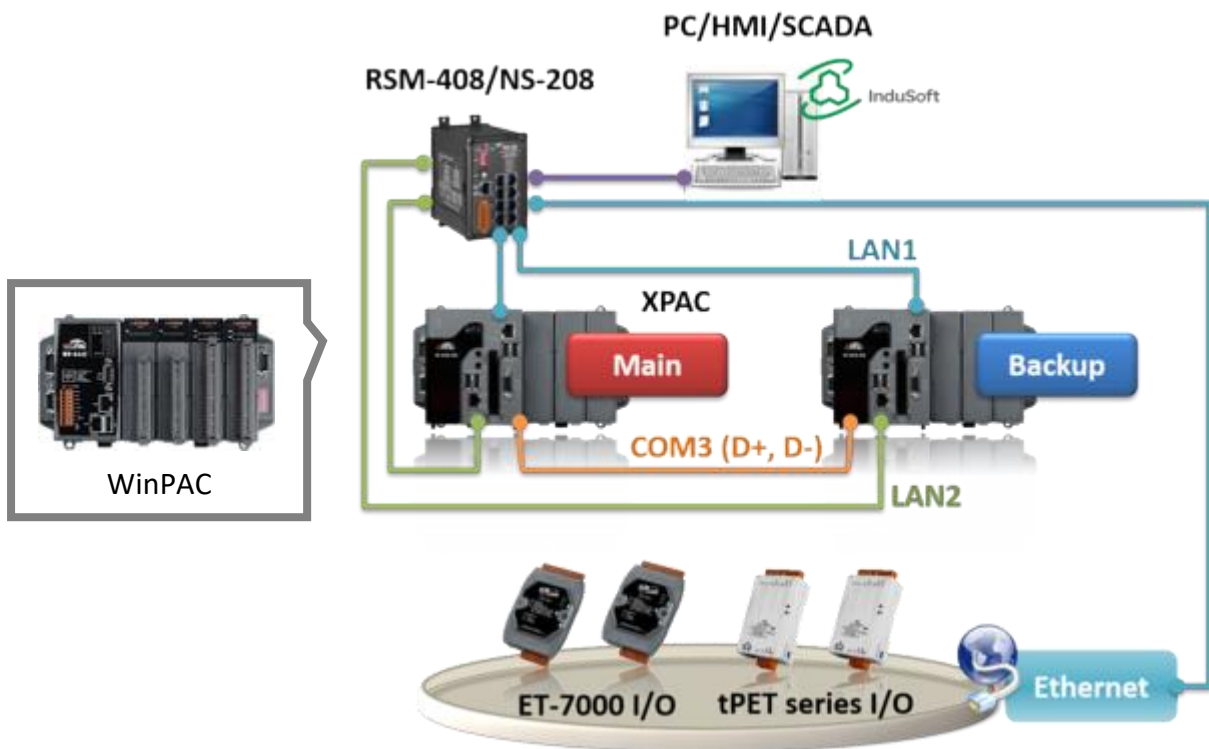 PC/HMI/SCADA
RSM-408/NS-208
InduSoft
LAN1
XPAC
Main
Backup
WinPAC
COM3 (D+, D-)
LAN2
ET-7000 I/O
tPET series I/O
Ethernet